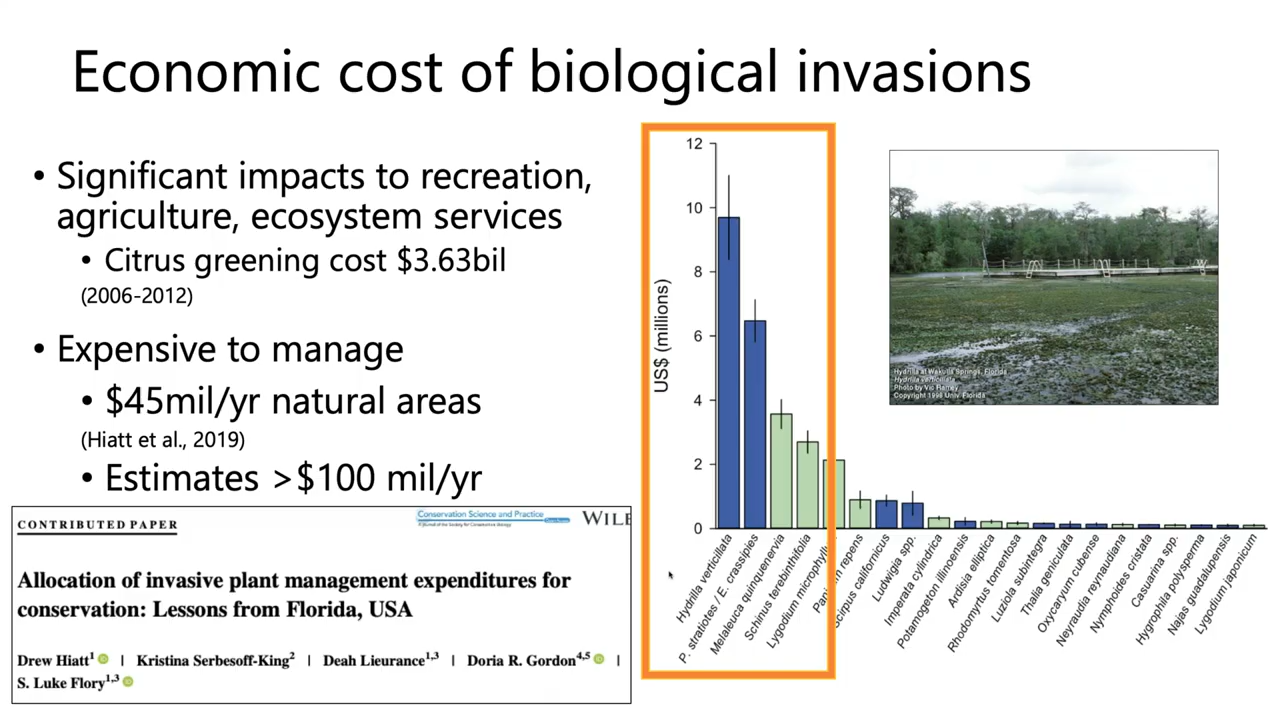 Economic cost of biological invasions
• Significant impacts to recreation,
agriculture, ecosystem services
• Citrus greening cost $3.63bil
(2006-2012)
• Expensive to manage
• $45mil/yr natural areas
(Hiatt et al., 2019)
• Estimates >$100 mil/yr
CONTRIBUTED PAPER
Conservation Science and Practice
WILE
Allocation of invasive plant management expenditures for
conservation: Lessons from Florida, USA
Drew Hiatt1 | Kristina Serbesoff-King2 | Deah Lieurance1,3 | Doria R. Gordon4,5 |
S. Luke Flory1,3
US$ (millions)
12
10
8
6
4
2
0
Hydrilla verticillata
P. stratiotes / E. crassipies
Melaleuca quinquenervia
Schinus terebinthifolia
Lygodium microphyllu
Pani m repens
Scirpus californicus
Ludwigia spp.
Imperata cylindrica
Potamogeton illinoensis
Ardisia elliptica
Rhodomyrtus tomentosa
Luziola subintegra
Thalia geniculata
Oxycaryum cubense
Neyraudia reynaudiana
Nymphoides cristata
Casuarina spp.
Hygrophila polysperma
Najas guadalupensis
Lygodium japonicum
Hydrilla at Wakulla Springs, Florida
Hydrilla verticillata
Photo by Vic Ramey
Copyright 1998 Univ. Florida